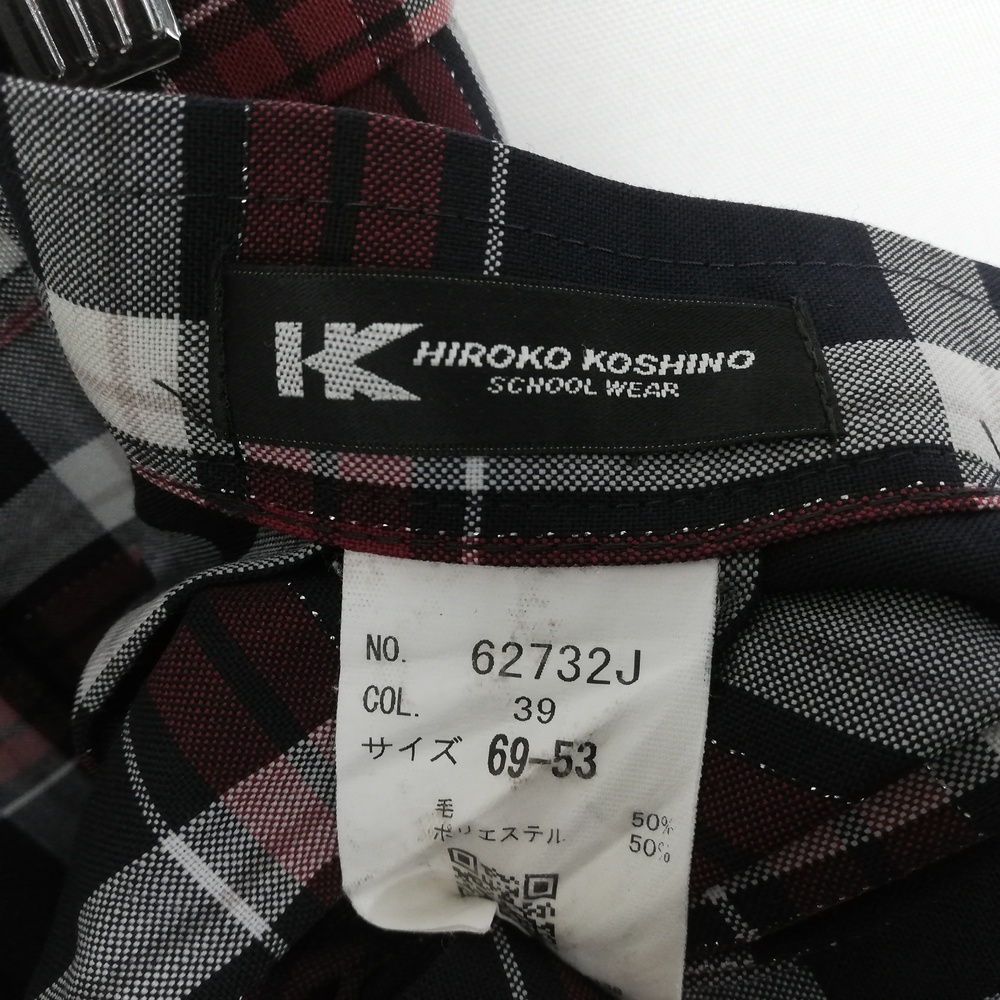 HK HIROKO KOSHINO
SCHOOL WEAR
NO. 62732J
COL. 39
サイズ 69-53
毛 50%
ポリエステル 50%